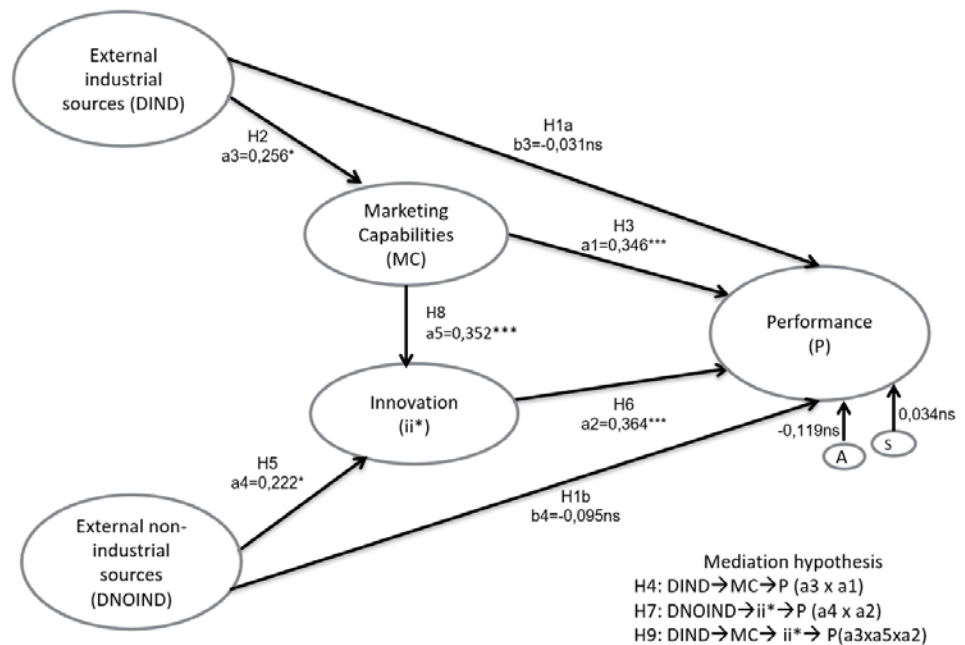 External
industrial
sources (DIND)
H1a
b3=-0,031ns
H2
a3=0,256*
Marketing
Capabilities
(MC)
H3
a1=0,346***
H8
a5=0,352***
Performance
(P)
Innovation
(ii*)
H6
a2=0,364***
-0,119ns
0,034ns
A
S
H5
a4=0,222*
H1b
b4=-0,095ns
External non-
industrial
sources
(DNOIND)
Mediation hypothesis
H4: DIND→MC→P (a3 x a1)
H7: DNOIND→ii*→P (a4 x a2)
H9: DIND→MC→ ii*→ P(a3xa5xa2)